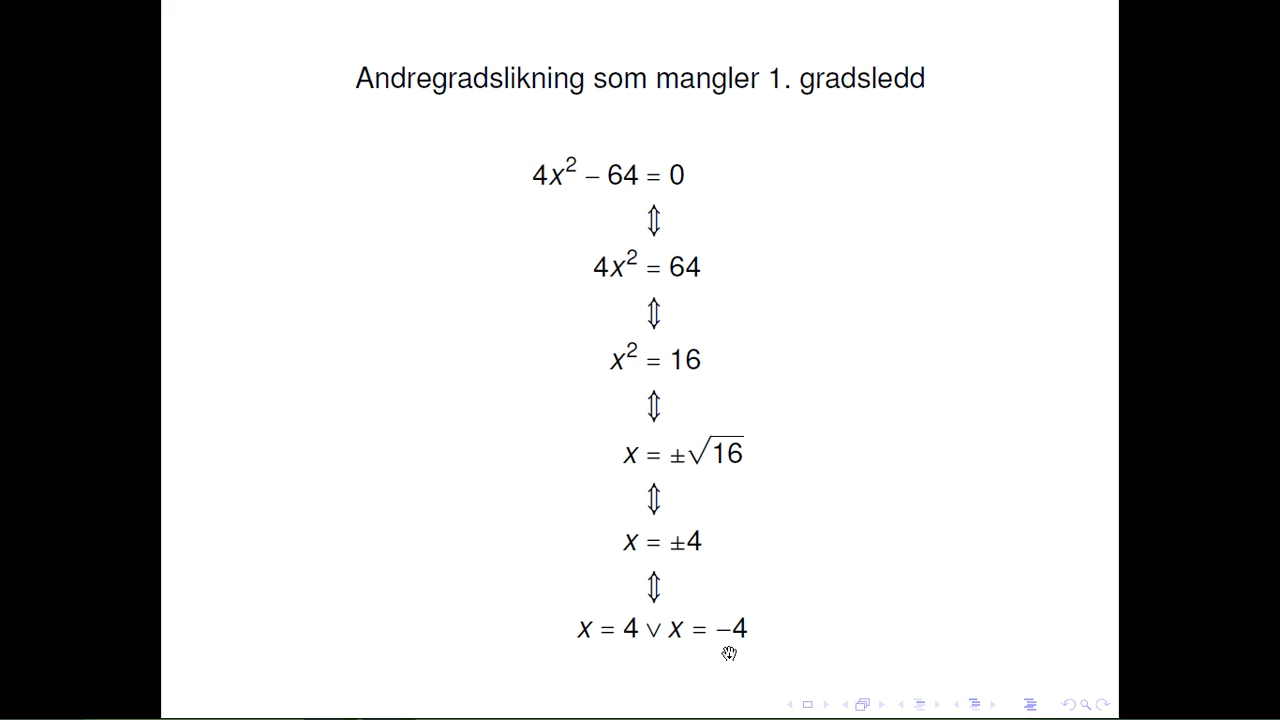 Andregradslikning som mangler 1. gradsledd
4x² − 64 = 0
⇕
4x² = 64
⇕
x² = 16
⇕
x = ±√16
⇕
x = ±4
⇕
x = 4 ∨ x = −4